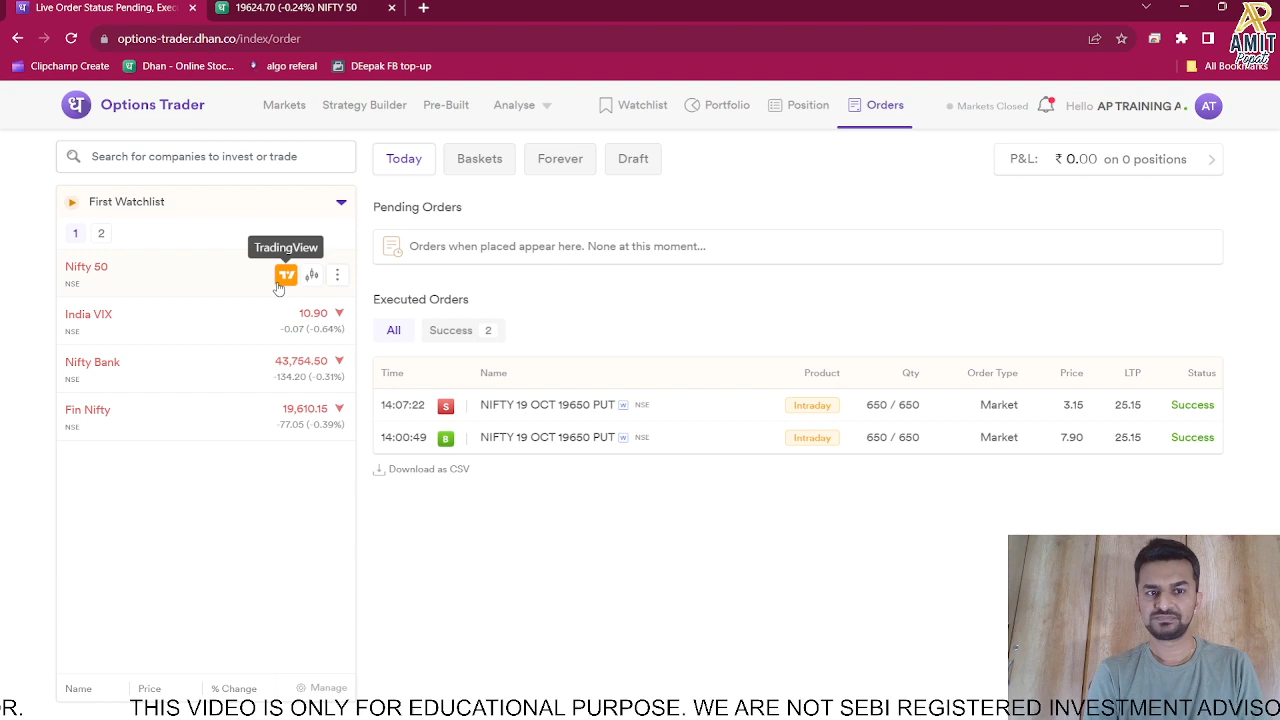 Live Order Status: Pending, Exec
19624.70 (-0.24%) NIFTY 50
options-trader.dhan.co/index/order
Clipchamp Create
Dhan - Online Stoc...
algo referal
DEepak FB top-up
All Bookmarks
AP
AMIT
Popat
Options Trader
Markets
Strategy Builder
Pre-Built
Analyse
Watchlist
Portfolio
Position
Orders
Markets Closed
Hello AP TRAINING A.
AT
Search for companies to invest or trade
Today
Baskets
Forever
Draft
P&L: ₹ 0.00 on 0 positions
First Watchlist
1 2
TradingView
Nifty 50
NSE
India VIX 10.90
NSE -0.07 (-0.64%)
Nifty Bank 43,754.50
NSE -134.20 (-0.31%)
Fin Nifty 19,610.15
NSE -77.05 (-0.39%)
Name Price % Change Manage
Pending Orders
Orders when placed appear here. None at this moment...
Executed Orders
All Success 2
Time Name Product Qty Order Type Price LTP Status
14:07:22 S NIFTY 19 OCT 19650 PUT W NSE Intraday 650 / 650 Market 3.15 25.15 Success
14:00:49 B NIFTY 19 OCT 19650 PUT W NSE Intraday 650 / 650 Market 7.90 25.15 Success
Download as CSV
OR. THIS VIDEO IS ONLY FOR EDUCATIONAL PURPOSE. WE ARE NOT SEBI REGISTERED INVESTMENT ADVISO